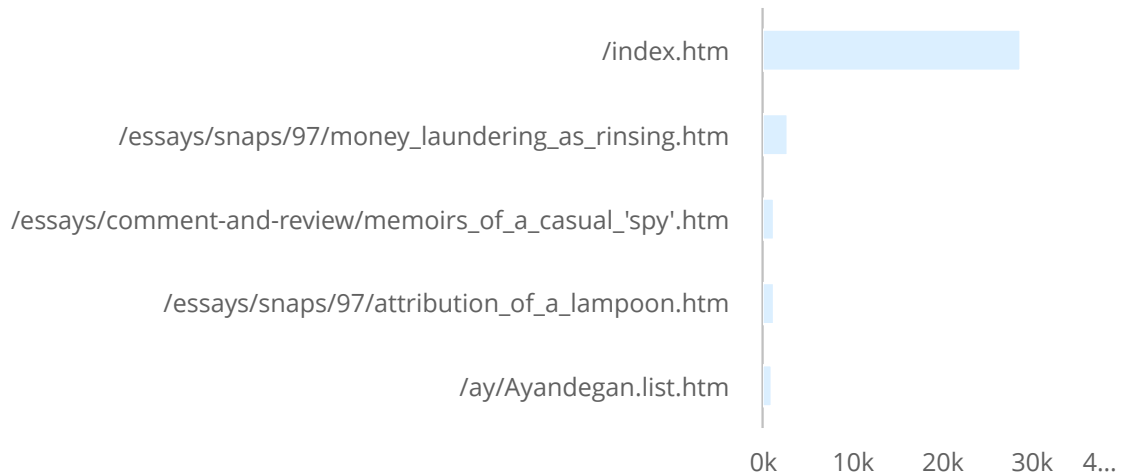 /index.htm
/essays/snaps/97/money_laundering_as_rinsing.htm
/essays/comment-and-review/memoirs_of_a_casual_'spy'.htm
/essays/snaps/97/attribution_of_a_lampoon.htm
/ay/Ayandegan.list.htm
0k 10k 20k 30k 4...